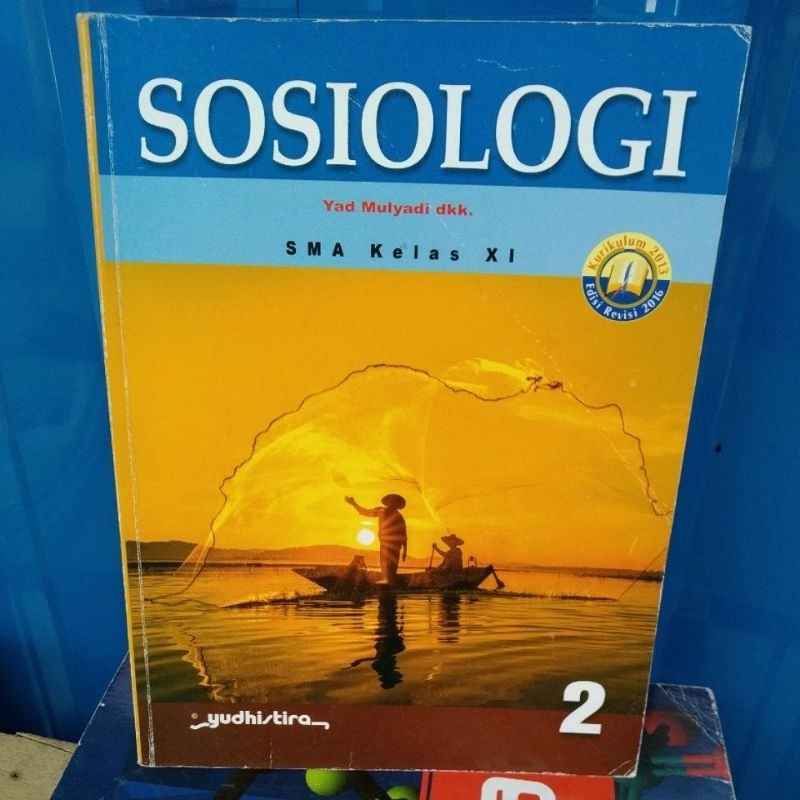 SOSIOLOGI
Yad Mulyadi dkk.
SMA Kelas XI
Kurikulum 2013
Edisi Revisi 2016
2
yudhistira